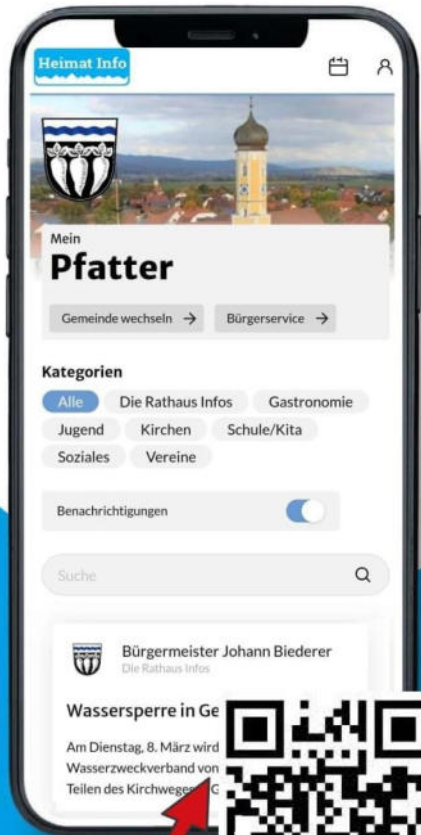 Heimat Info
Mein
Pfatter
Gemeinde wechseln →
Bürgerservice →
Kategorien
Alle Die Rathaus Infos Gastronomie
Jugend Kirchen Schule/Kita
Soziales Vereine
Benachrichtigungen
Suche
Bürgermeister Johann Biederer
Die Rathaus Infos
Wassersperre in Ge
Am Dienstag, 8. März wird
Wasserzweckverband von
Teilen des